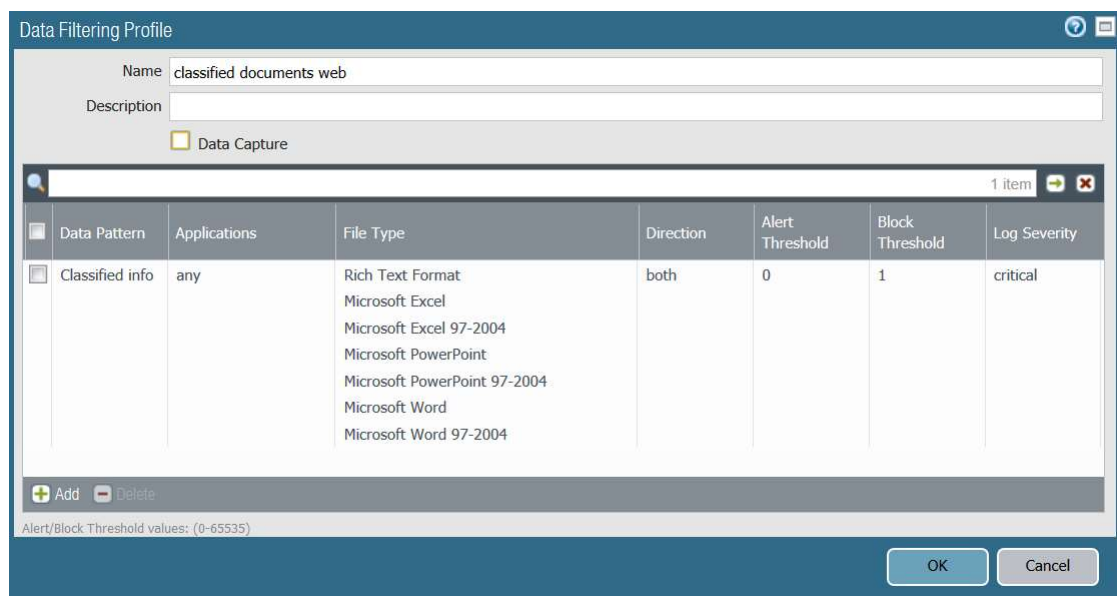 Data Filtering Profile
Name classified documents web
Description
Data Capture
1 item
Data Pattern Applications File Type Direction Alert Threshold Block Threshold Log Severity
Classified info any Rich Text Format both 0 1 critical
Microsoft Excel
Microsoft Excel 97-2004
Microsoft PowerPoint
Microsoft PowerPoint 97-2004
Microsoft Word
Microsoft Word 97-2004
Add Delete
Alert/Block Threshold values: (0-65535)
OK Cancel